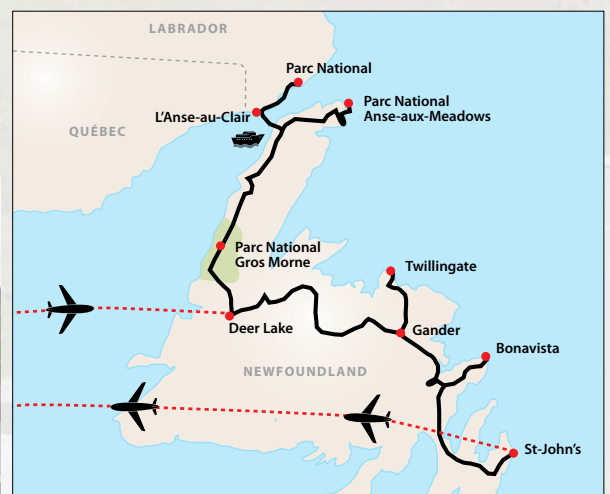 LABRADOR
Parc National
L'Anse-au-Clair
Parc National
Anse-aux-Meadows
QUÉBEC
Parc National
Gros Morne
Twillingate
Deer Lake
Gander
Bonavista
NEWFOUNDLAND
St-John's